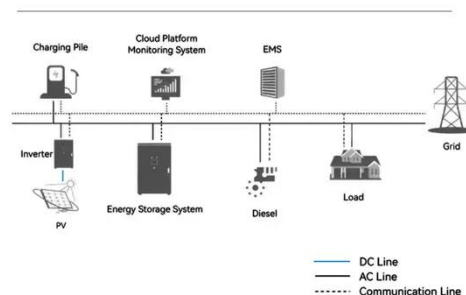 Charging Pile
Cloud Platform
Monitoring System
EMS
Grid
Inverter
PV
Energy Storage System
Diesel
Load
DC Line
AC Line
Communication Line